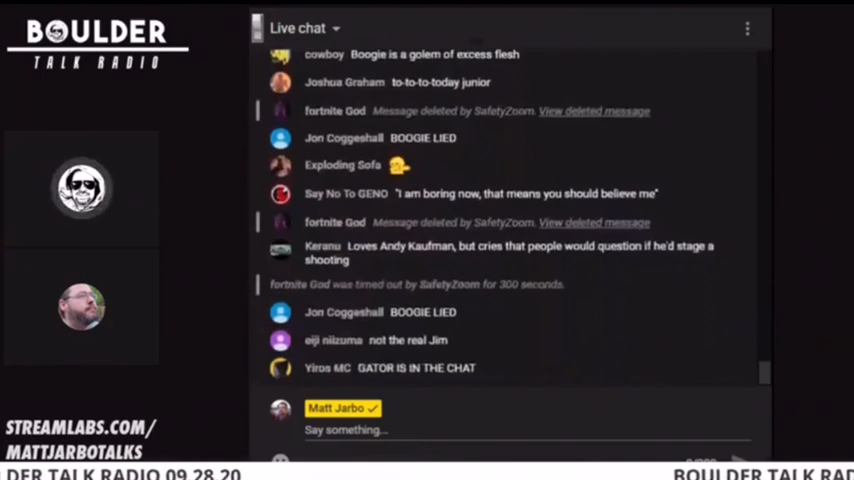 BOULDER
TALK RADIO
Live chat
cowboy Boogie is a golem of excess flesh
Joshua Graham to-to-to-today junior
fortnite God Message deleted by SafetyZoom. View deleted message
Jon Coggeshall BOOGIE LIED
Exploding Sofa
Say No To GENO "I am boring now, that means you should believe me"
fortnite God Message deleted by SafetyZoom. View deleted message
Keranu Loves Andy Kaufman, but cries that people would question if he'd stage a
shooting
fortnite God was timed out by SafetyZoom for 300 seconds.
Jon Coggeshall BOOGIE LIED
eiji niizuma not the real Jim
Yiros MC GATOR IS IN THE CHAT
Matt Jarbo
Say something...
STREAMLABS.COM/
MATTJARBOTALKS
DER TALK RADIO 09.28.20
BOULDER TALK RAD